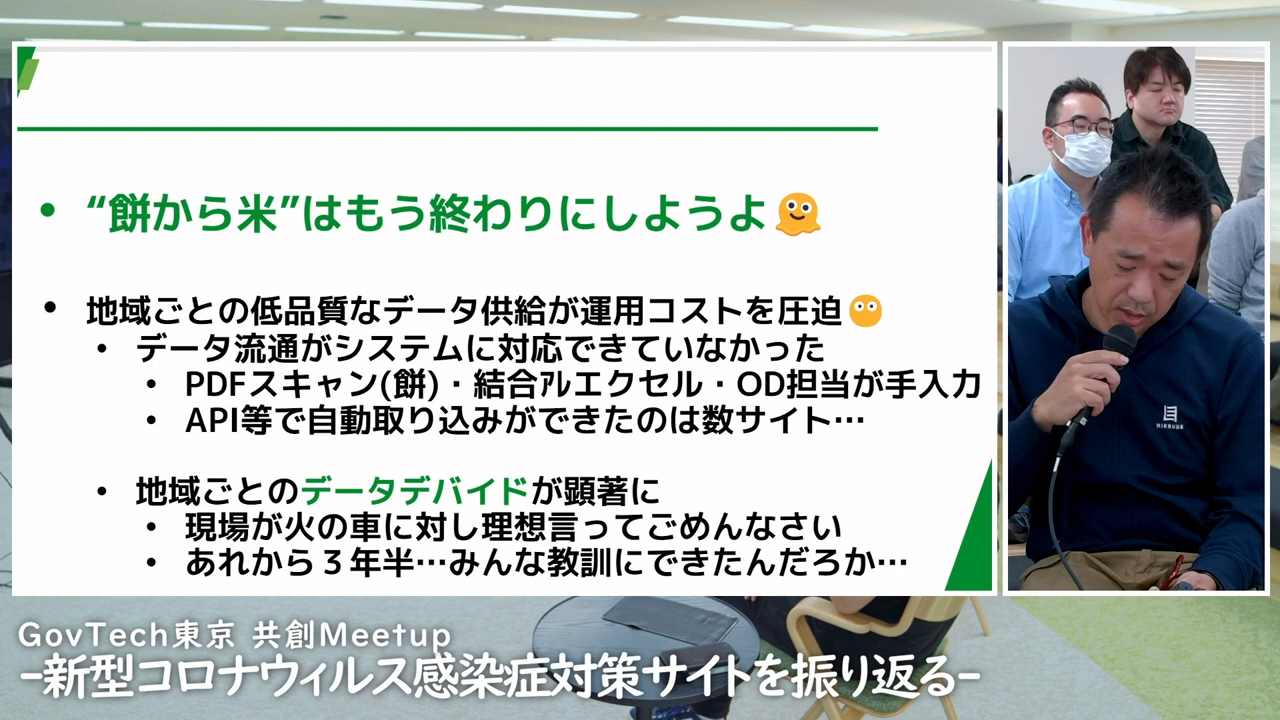 “餅から米”はもう終わりにしようよ🫠
地域ごとの低品質なデータ供給が運用コストを圧迫😶
データ流通がシステムに対応できていなかった
PDFスキャン(餅)・結合ｱﾙエクセル・OD担当が手入力
API等で自動取り込みができたのは数サイト…
地域ごとのデータデバイドが顕著に
現場が火の車に対し理想言ってごめんなさい
あれから３年半…みんな教訓にできたんだろか…
HIKBUNE
GovTech東京 共創Meetup
-新型コロナウィルス感染症対策サイトを振り返る-